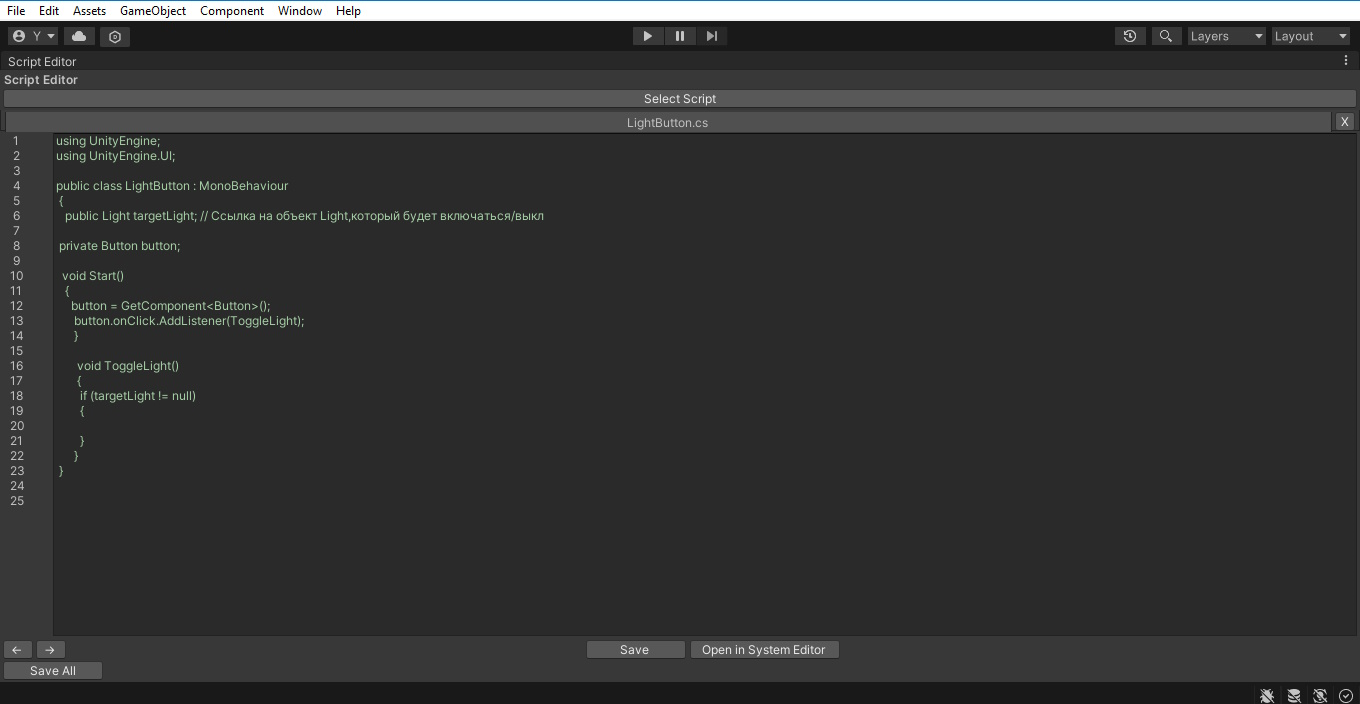 File Edit Assets GameObject Component Window Help
Y Layers Layout
Script Editor
Script Editor
Select Script
LightButton.cs X
1 using UnityEngine;
2 using UnityEngine.UI;
3
4 public class LightButton : MonoBehaviour
5 {
6 public Light targetLight; // Ссылка на объект Light,который будет включаться/выкл
7
8 private Button button;
9
10 void Start()
11 {
12 button = GetComponent<Button>();
13 button.onClick.AddListener(ToggleLight);
14 }
15
16 void ToggleLight()
17 {
18 if (targetLight != null)
19 {
20
21 }
22 }
23 }
24
25
← → Save Open in System Editor
Save All